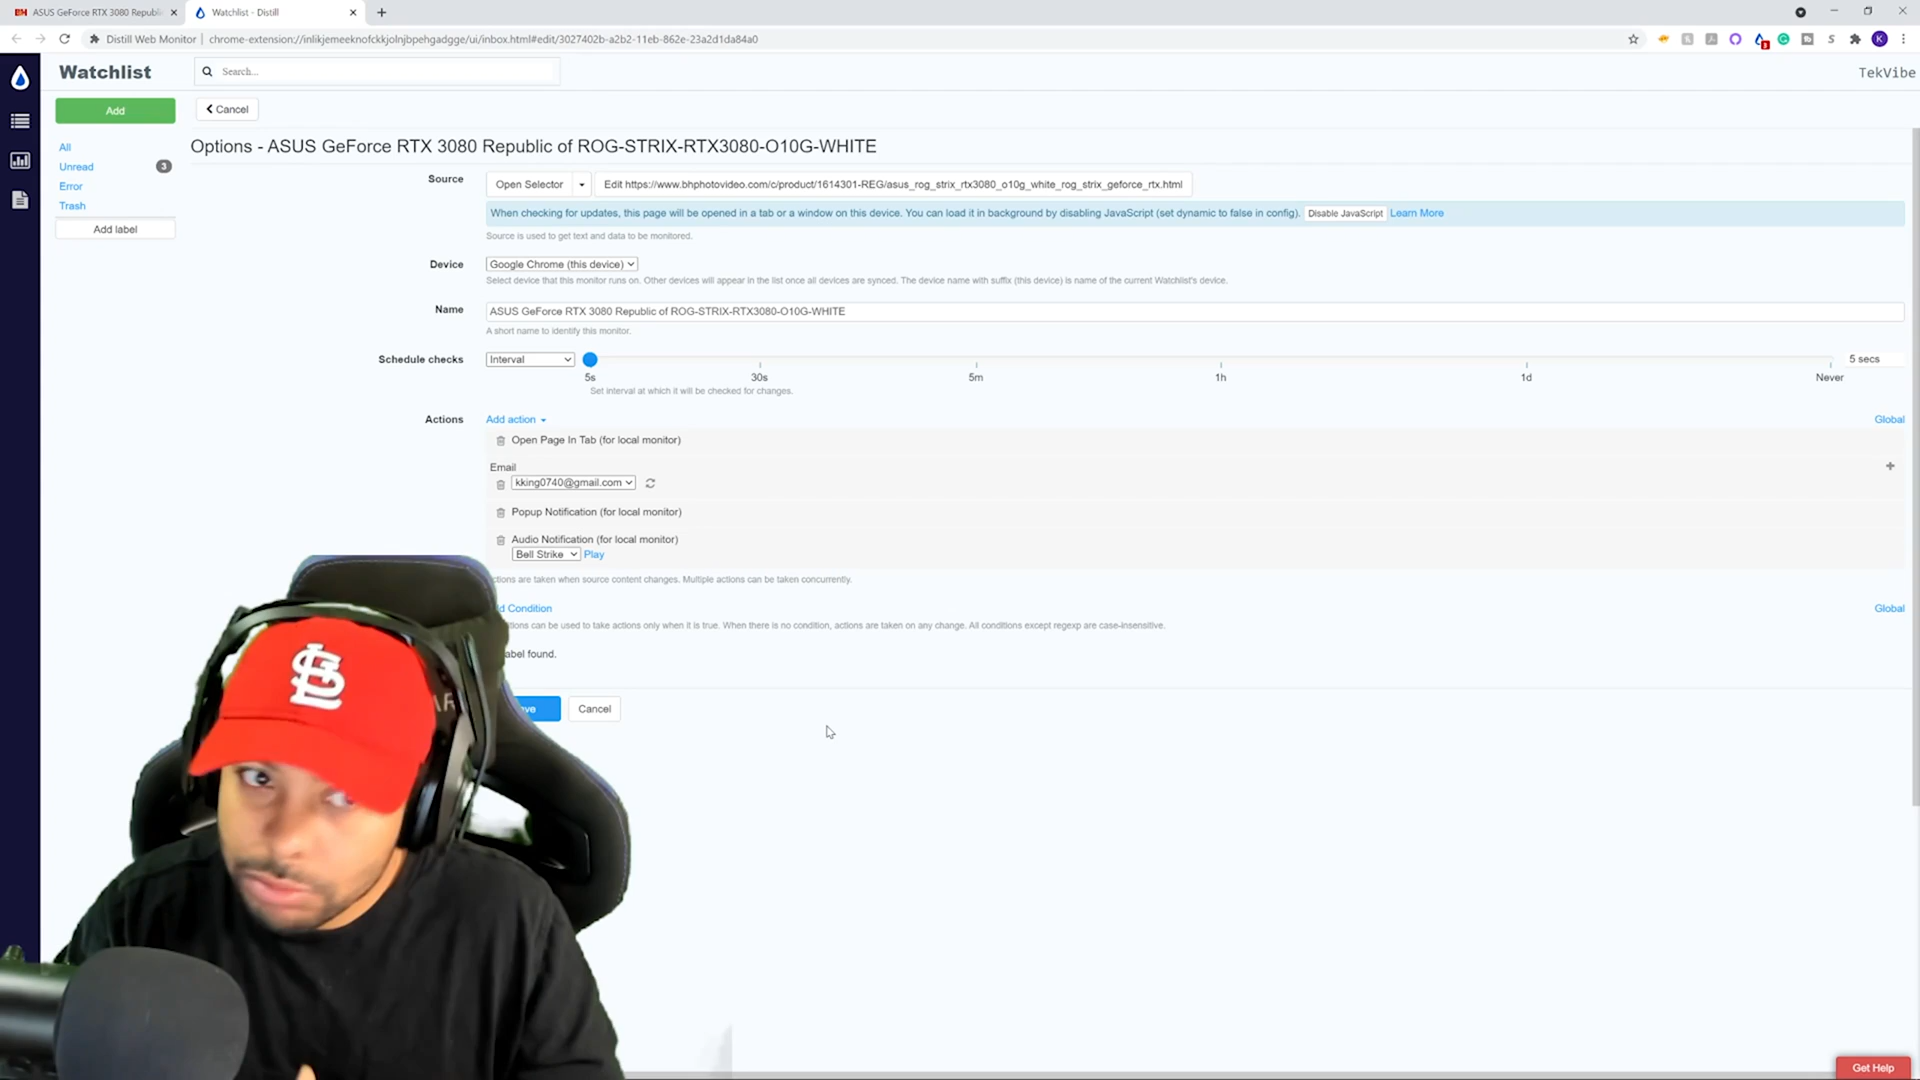 ASUS GeForce RTX 3080 Republi
Watchlist - Distill
Distill Web Monitor
chrome-extension://inlikjemeeknofckkjolnjbpehgadgge/ui/inbox.html#edit/3027402b-a2b2-11eb-862e-23a2d1da84a0
K
Watchlist
Search...
TekVibe
Add
Cancel
All
Unread 3
Error
Trash
Add label
Options - ASUS GeForce RTX 3080 Republic of ROG-STRIX-RTX3080-O10G-WHITE
Source
Open Selector
Edit https://www.bhphotovideo.com/c/product/1614301-REG/asus_rog_strix_rtx3080_o10g_white_rog_strix_geforce_rtx.html
When checking for updates, this page will be opened in a tab or a window on this device. You can load it in background by disabling JavaScript (set dynamic to false in config). Disable JavaScript Learn More
Source is used to get text and data to be monitored.
Device
Google Chrome (this device)
Select device that this monitor runs on. Other devices will appear in the list once all devices are synced. The device name with suffix (this device) is name of the current Watchlist's device.
Name
ASUS GeForce RTX 3080 Republic of ROG-STRIX-RTX3080-O10G-WHITE
A short name to identify this monitor.
Schedule checks
Interval
5 secs
5s 30s 5m 1h 1d Never
Set interval at which it will be checked for changes.
Actions
Add action
Global
Open Page In Tab (for local monitor)
Email
kking0740@gmail.com
Popup Notification (for local monitor)
Audio Notification (for local monitor)
Bell Strike Play
ctions are taken when source content changes. Multiple actions can be taken concurrently.
d Condition
Global
tions can be used to take actions only when it is true. When there is no condition, actions are taken on any change. All conditions except regexp are case-insensitive.
abel found.
ve
Cancel
STL
Get Help